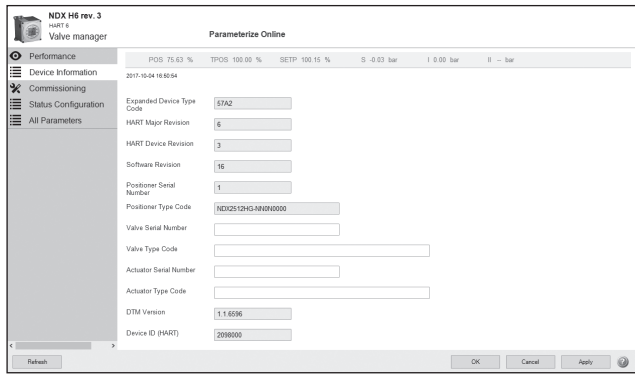 NDX H6 rev. 3
HART 6
Valve manager
Parameterize Online
Performance
Device Information
Commissioning
Status Configuration
All Parameters
POS 75.63 % TPOS 100.00 % SETP 100.15 % S -0.03 bar I 0.00 bar II -- bar
2017-10-04 16:50:54
Expanded Device Type
Code
57A2
HART Major Revision
6
HART Device Revision
3
Software Revision
16
Positioner Serial
Number
1
Positioner Type Code
NDX2512HG-NN0N0000
Valve Serial Number
Valve Type Code
Actuator Serial Number
Actuator Type Code
DTM Version
1.1.6596
Device ID (HART)
2098000
Refresh
OK Cancel Apply ?